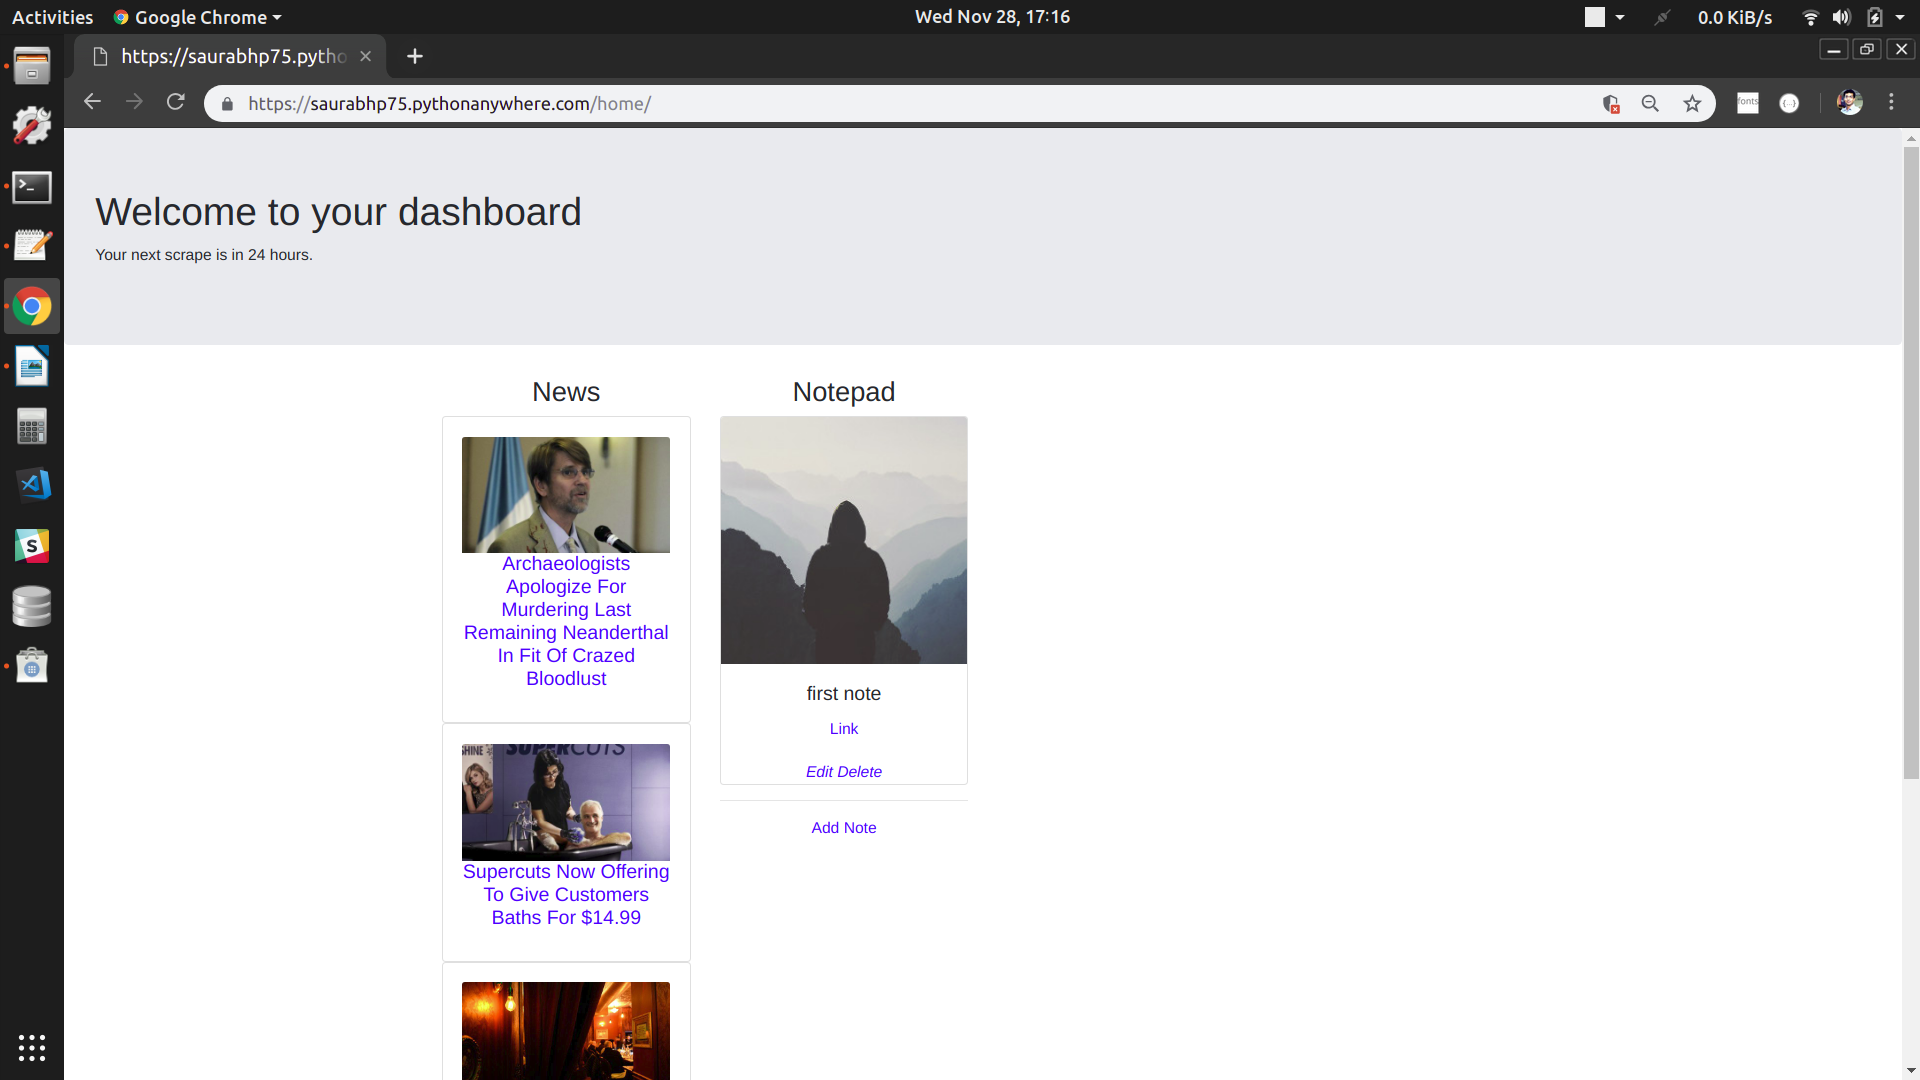 Activities
Google Chrome
Wed Nov 28, 17:16
0.0 KiB/s
https://saurabhp75.pytho
https://saurabhp75.pythonanywhere.com/home/
fonts
{...}
Welcome to your dashboard
Your next scrape is in 24 hours.
News
Archaeologists
Apologize For
Murdering Last
Remaining Neanderthal
In Fit Of Crazed
Bloodlust
SHINE
SUPERCUTS
Supercuts Now Offering
To Give Customers
Baths For $14.99
Notepad
first note
Link
Edit Delete
Add Note
S